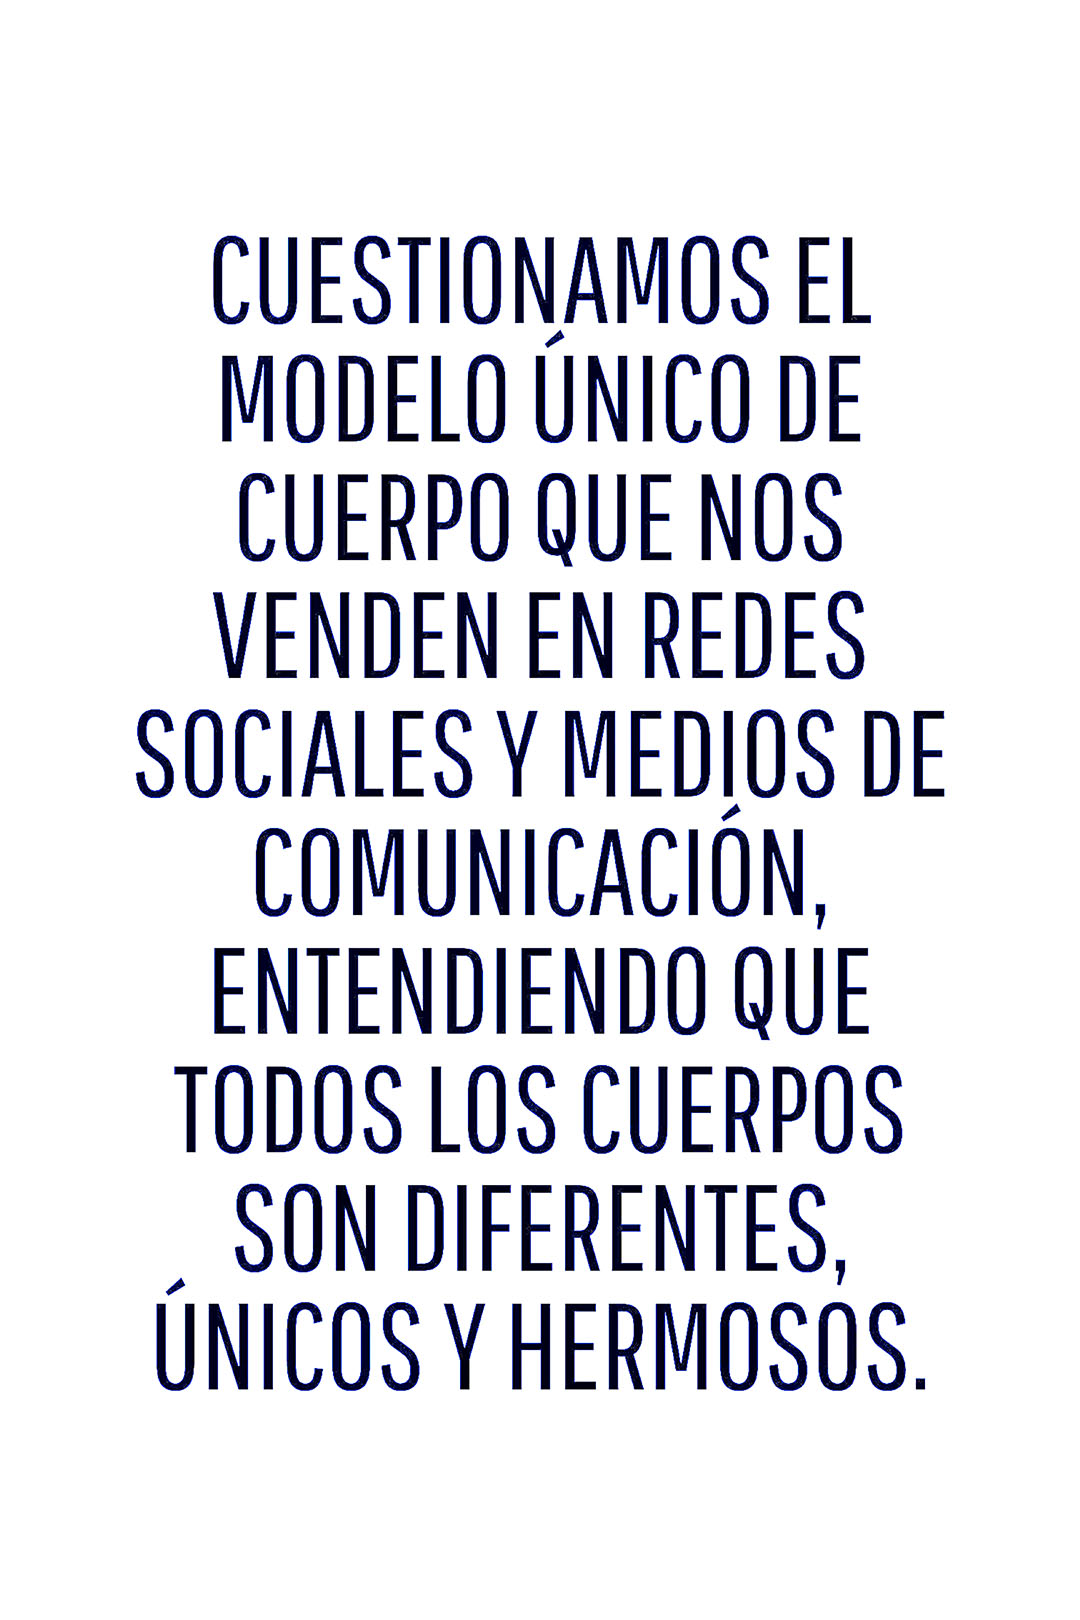 CUESTIONAMOS EL
MODELO ÚNICO DE
CUERPO QUE NOS
VENDEN EN REDES
SOCIALES Y MEDIOS DE
COMUNICACIÓN,
ENTENDIENDO QUE
TODOS LOS CUERPOS
SON DIFERENTES,
ÚNICOS Y HERMOSOS.